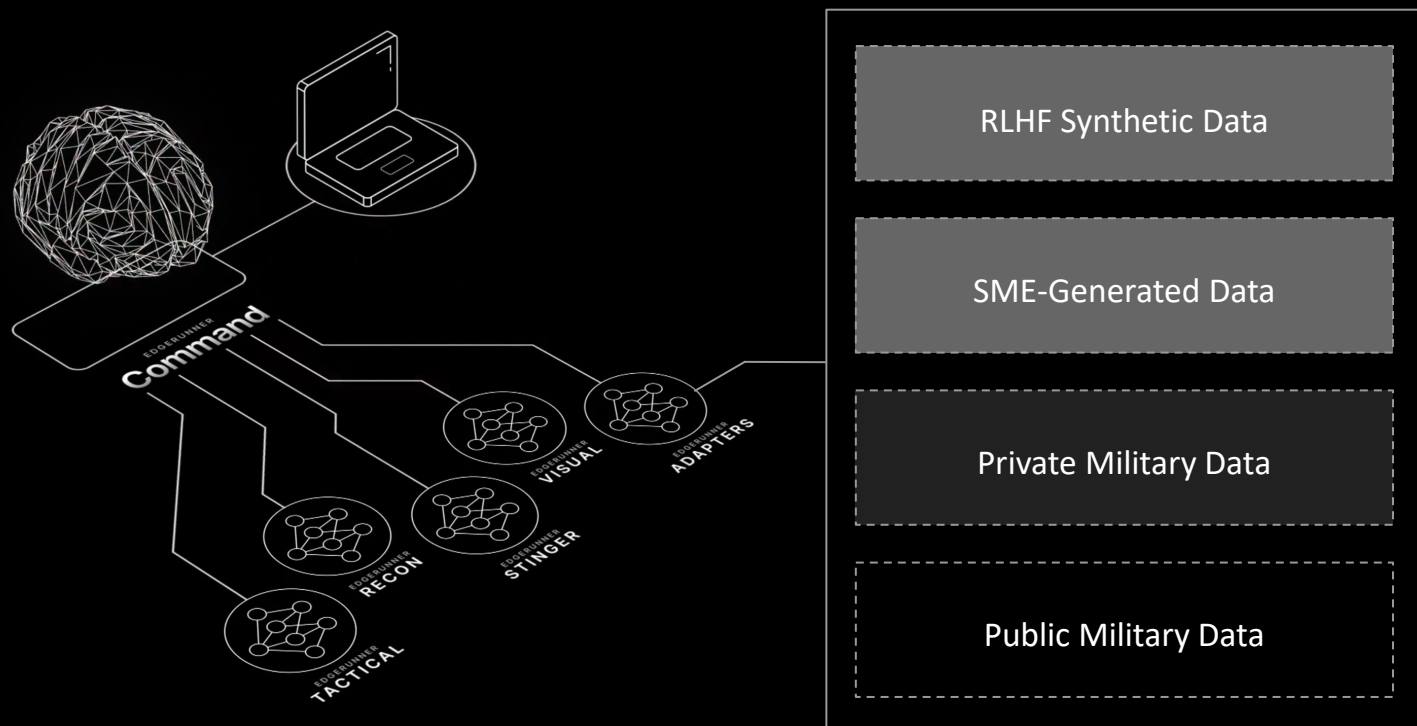 EDGERUNNER
Command
EDGERUNNER
TACTICAL
EDGERUNNER
RECON
EDGERUNNER
STINGER
EDGERUNNER
VISUAL
EDGERUNNER
ADAPTERS
RLHF Synthetic Data
SME-Generated Data
Private Military Data
Public Military Data